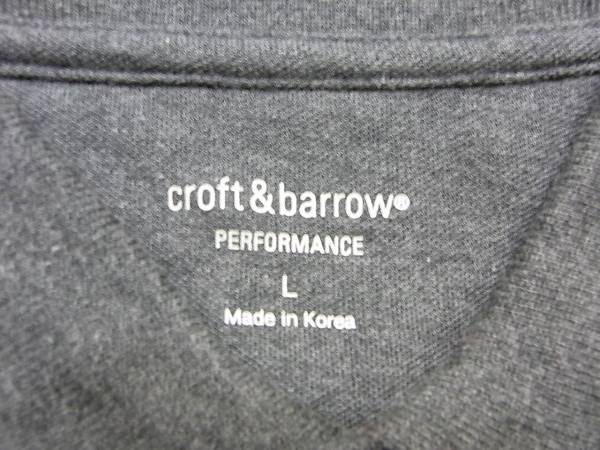 croft&barrow®
PERFORMANCE
L
Made in Korea